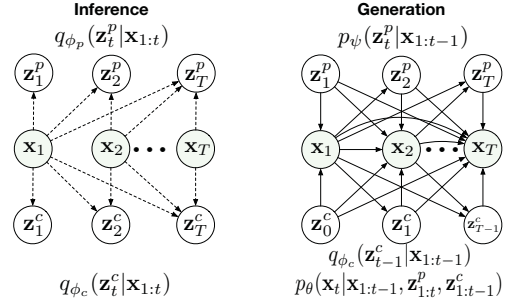 Inference
Generation
q_{ϕ_p}(z_t^p|x_{1:t})
p_ψ(z_t^p|x_{1:t−1})
z_1^p z_2^p z_T^p
z_1^p z_2^p z_T^p
x_1 x_2 ••• x_T
x_1 x_2 ••• x_T
z_1^c z_2^c z_T^c
z_0^c z_1^c z_{T−1}^c
q_{ϕ_c}(z_{t−1}^c|x_{1:t−1})
q_{ϕ_c}(z_t^c|x_{1:t})
p_θ(x_t|x_{1:t−1}, z_{1:t}^p, z_{1:t−1}^c)